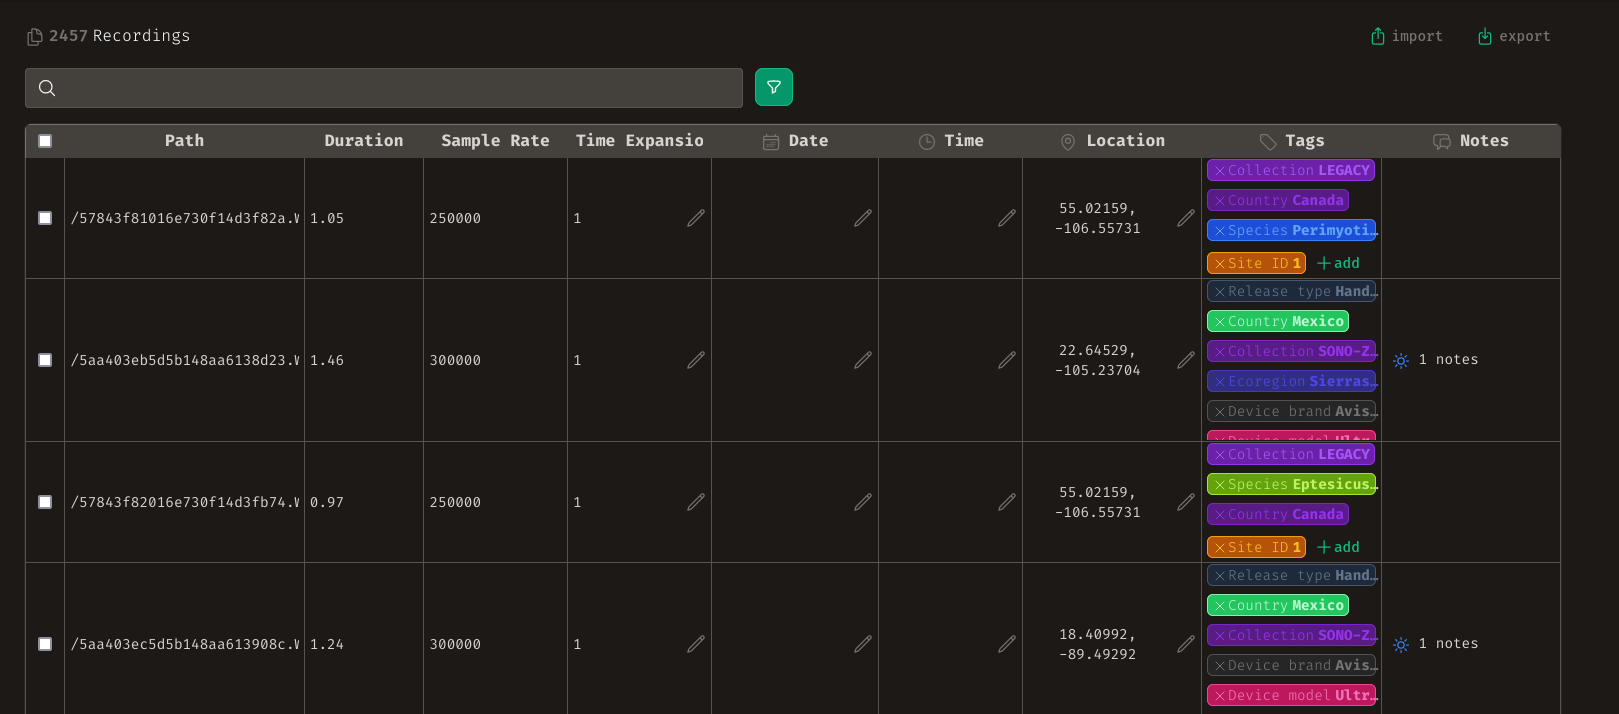 2457 Recordings
import
export
Path Duration Sample Rate Time Expansio Date Time Location Tags Notes
/57843f81016e730f14d3f82a.W 1.05 250000 1
55.02159,
-106.55731
Collection LEGACY
Country Canada
Species Perimyoti…
Site ID 1 +add
/5aa403eb5d5b148aa6138d23.W 1.46 300000 1
22.64529,
-105.23704
Release type Hand…
Country Mexico
Collection SONO-Z…
Ecoregion Sierras…
Device brand Avis…
Device model Ultr…
1 notes
/57843f82016e730f14d3fb74.W 0.97 250000 1
55.02159,
-106.55731
Collection LEGACY
Species Eptesicus…
Country Canada
Site ID 1 +add
/5aa403ec5d5b148aa613908c.W 1.24 300000 1
18.40992,
-89.49292
Release type Hand…
Country Mexico
Collection SONO-Z…
Device brand Avis…
Device model Ultr…
1 notes